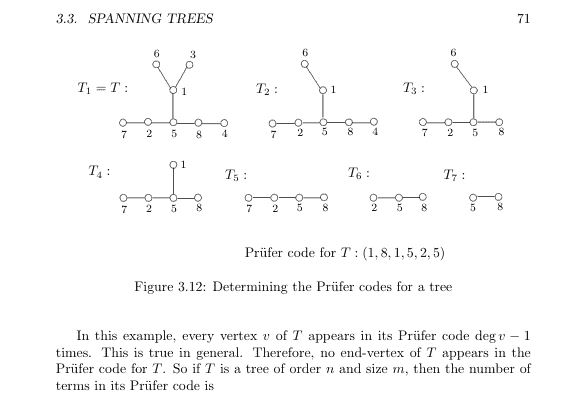 3.3. SPANNING TREES 71
6 3 6 6
T₁ = T : 1 T₂ : 1 T₃ : 1
7 2 5 8 4 7 2 5 8 4 7 2 5 8
T₄ : 1 T₅ : T₆ : T₇ :
7 2 5 8 7 2 5 8 2 5 8 5 8
Prüfer code for T : (1, 8, 1, 5, 2, 5)
Figure 3.12: Determining the Prüfer codes for a tree
In this example, every vertex v of T appears in its Prüfer code deg v − 1
times. This is true in general. Therefore, no end-vertex of T appears in the
Prüfer code for T. So if T is a tree of order n and size m, then the number of
terms in its Prüfer code is